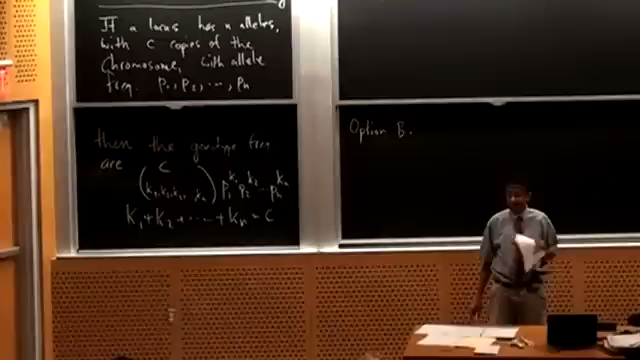 If a locus has n alleles,
with C copies of the
chromosome, with allele
freq. p₁, p₂, ..., pₙ
then the genotype freq
are
( C
k₁, k₂, k₃, ... kₙ ) p₁^k₁ p₂^k₂ ... pₙ^kₙ
k₁ + k₂ + ... + kₙ = C
Option B.